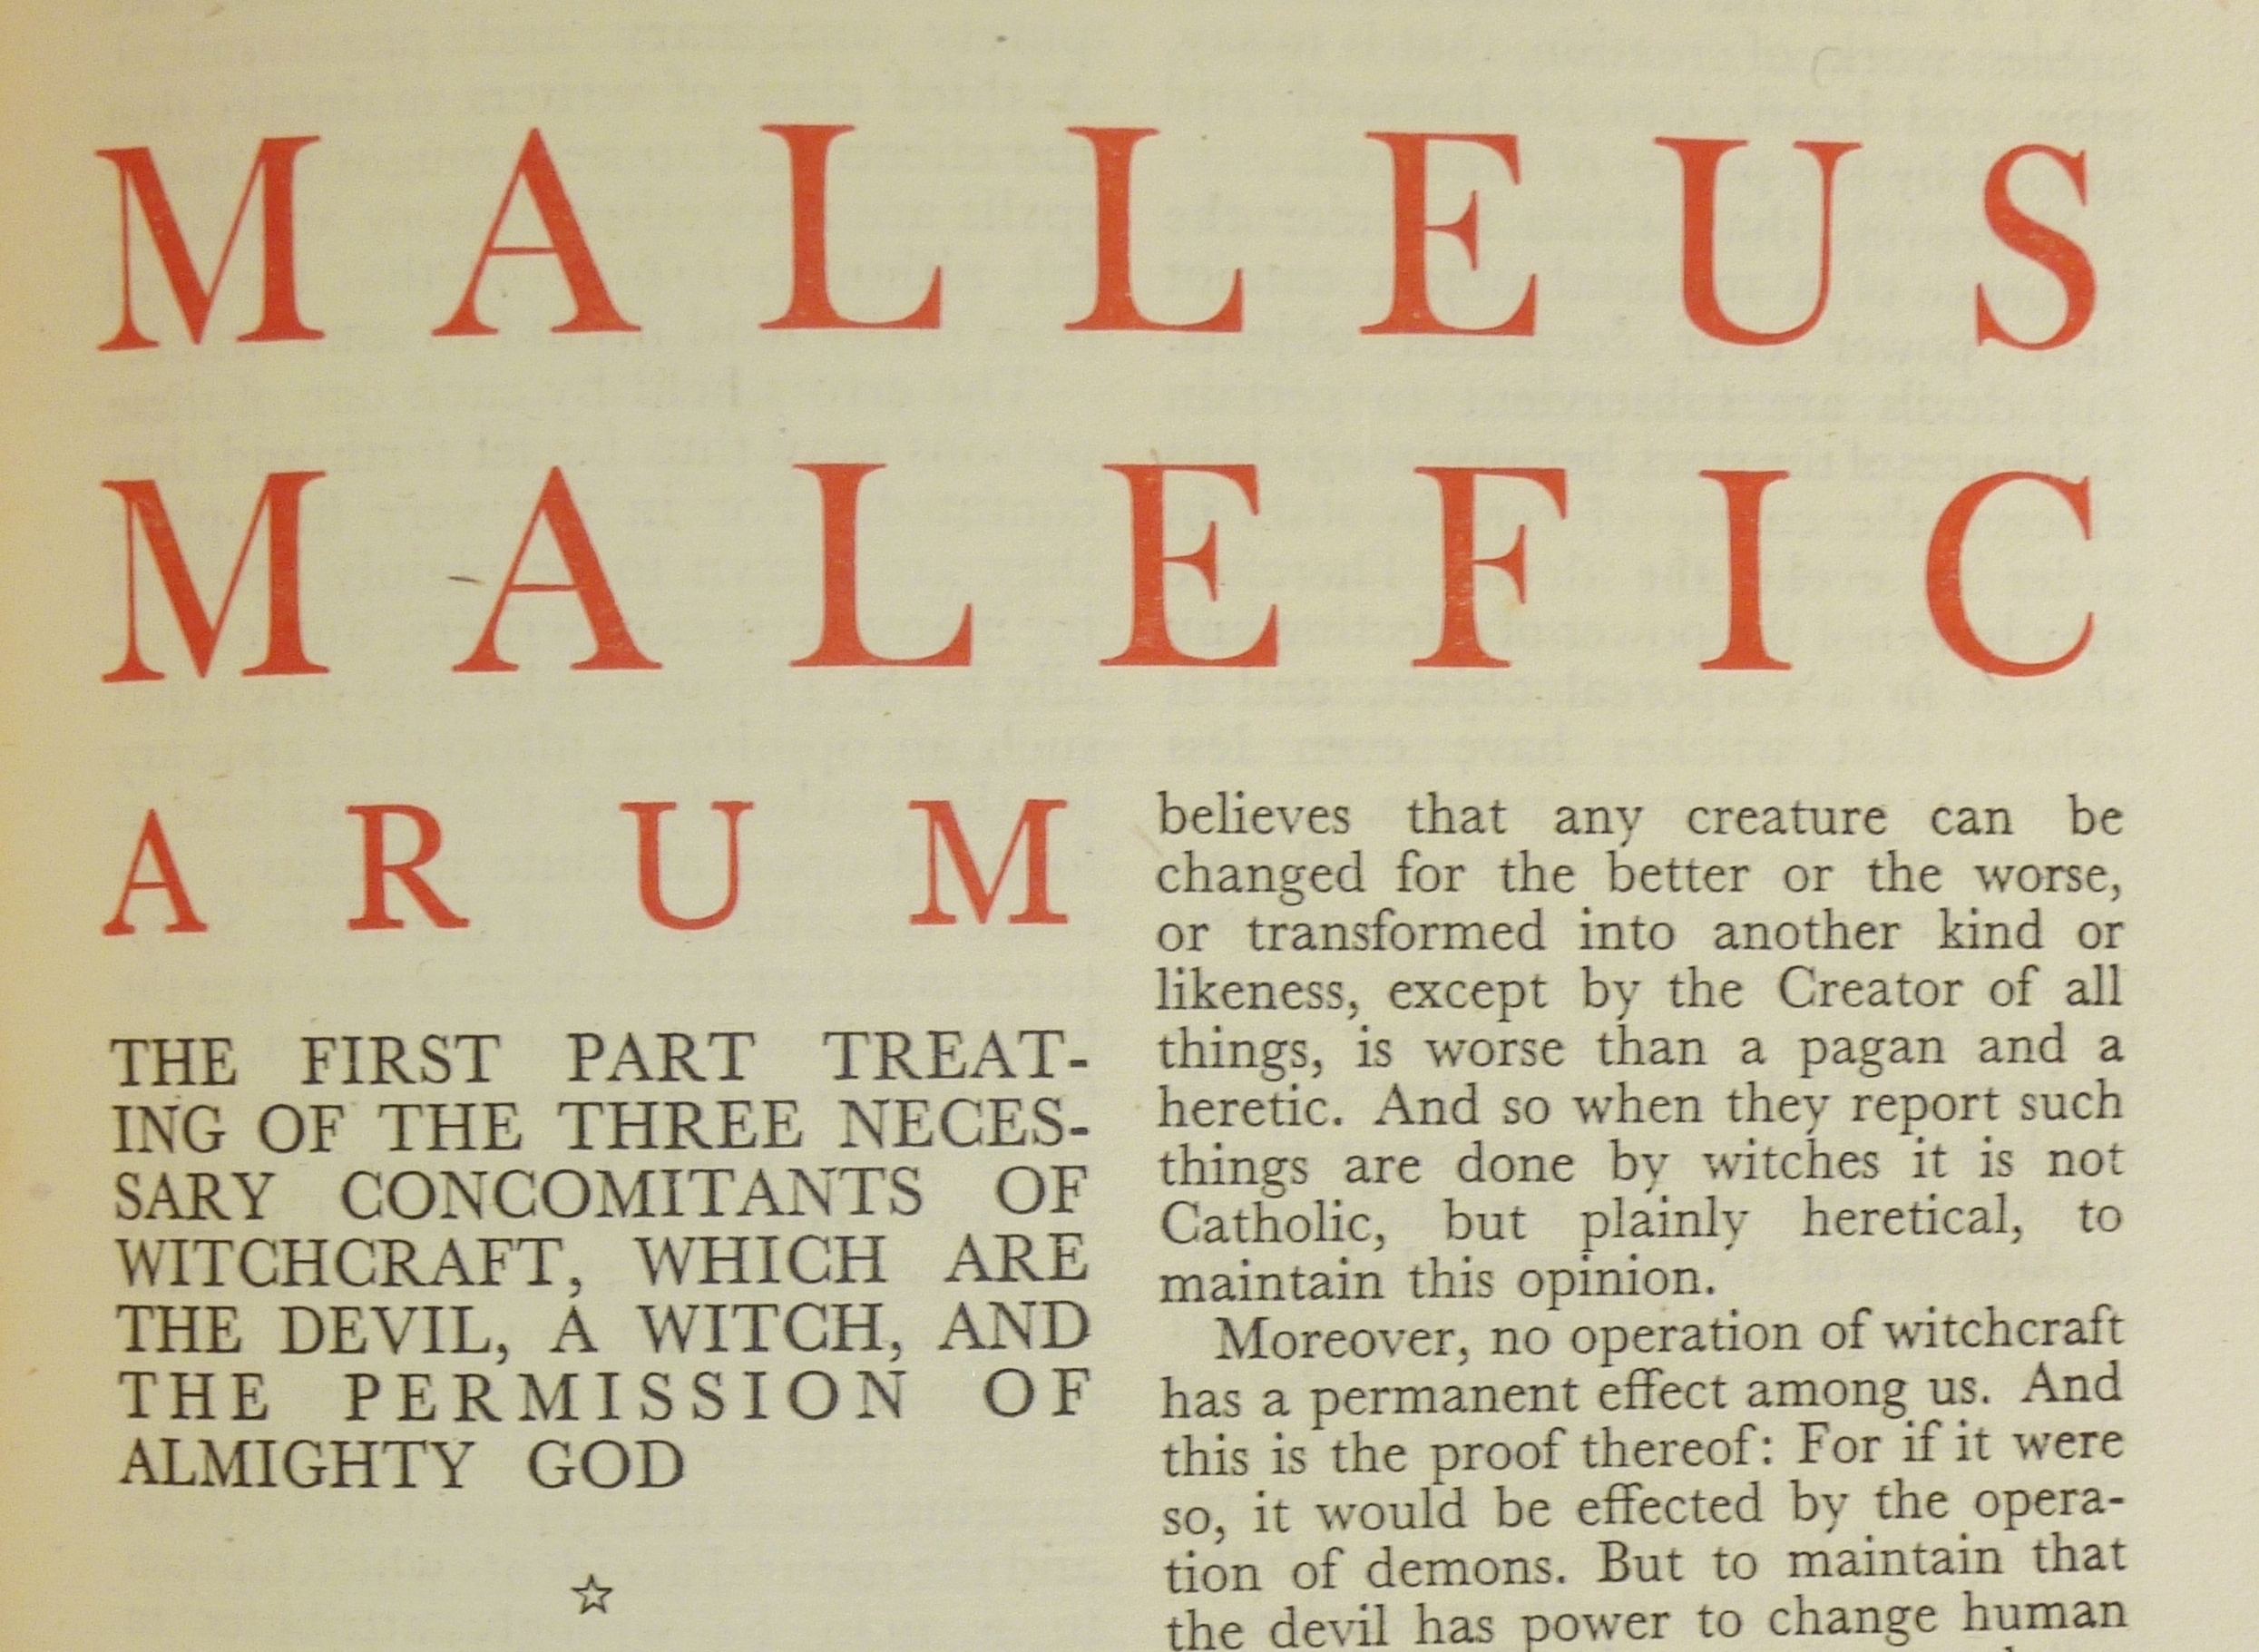 MALLEUS
MALEFIC
ARUM
THE FIRST PART TREAT-
ING OF THE THREE NECES-
SARY CONCOMITANTS OF
WITCHCRAFT, WHICH ARE
THE DEVIL, A WITCH, AND
THE PERMISSION OF
ALMIGHTY GOD
believes that any creature can be
changed for the better or the worse,
or transformed into another kind or
likeness, except by the Creator of all
things, is worse than a pagan and a
heretic. And so when they report such
things are done by witches it is not
Catholic, but plainly heretical, to
maintain this opinion.
Moreover, no operation of witchcraft
has a permanent effect among us. And
this is the proof thereof: For if it were
so, it would be effected by the opera-
tion of demons. But to maintain that
the devil has power to change human